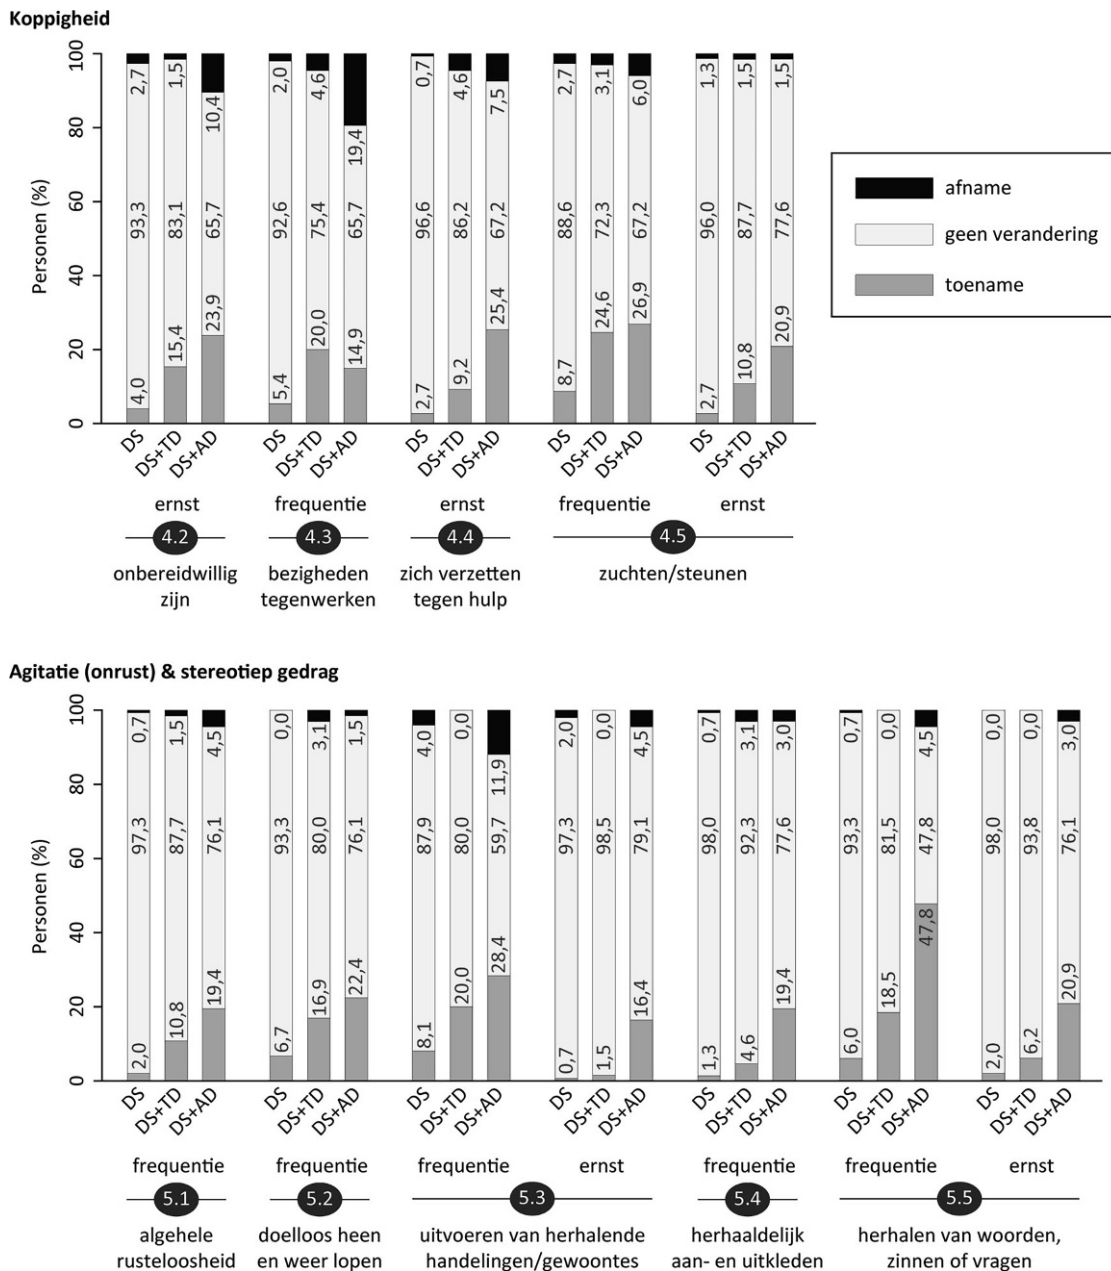 Koppigheid
Personen (%)
100
80
60
40
20
0
2,7 1,5 10,4 2,0 4,6 19,4 0,7 4,6 7,5 2,7 3,1 6,0 1,3 1,5 1,5
93,3 83,1 65,7 92,6 75,4 65,7 96,6 86,2 67,2 88,6 72,3 67,2 96,0 87,7 77,6
4,0 15,4 23,9 5,4 20,0 14,9 2,7 9,2 25,4 8,7 24,6 26,9 2,7 10,8 20,9
DS DS+TD DS+AD DS DS+TD DS+AD DS DS+TD DS+AD DS DS+TD DS+AD DS DS+TD DS+AD
ernst frequentie ernst frequentie ernst
4.2 4.3 4.4 4.5
onbereidwillig bezigheden zich verzetten zuchten/steunen
zijn tegenwerken tegen hulp
afname
geen verandering
toename
Agitatie (onrust) & stereotiep gedrag
Personen (%)
100
80
60
40
20
0
0,7 1,5 4,5 0,0 3,1 1,5 4,0 0,0 11,9 2,0 0,0 4,5 0,7 3,1 3,0 0,7 0,0 4,5 0,0 0,0 3,0
97,3 87,7 76,1 93,3 80,0 76,1 87,9 80,0 59,7 97,3 98,5 79,1 98,0 92,3 77,6 93,3 81,5 47,8 98,0 93,8 76,1
2,0 10,8 19,4 6,7 16,9 22,4 8,1 20,0 28,4 0,7 1,5 16,4 1,3 4,6 19,4 6,0 18,5 47,8 2,0 6,2 20,9
DS DS+TD DS+AD DS DS+TD DS+AD DS DS+TD DS+AD DS DS+TD DS+AD DS DS+TD DS+AD DS DS+TD DS+AD DS DS+TD DS+AD
frequentie frequentie frequentie ernst frequentie frequentie ernst
5.1 5.2 5.3 5.4 5.5
algehele doelloos heen uitvoeren van herhalende herhaaldelijk herhalen van woorden,
rusteloosheid en weer lopen handelingen/gewoontes aan- en uitkleden zinnen of vragen